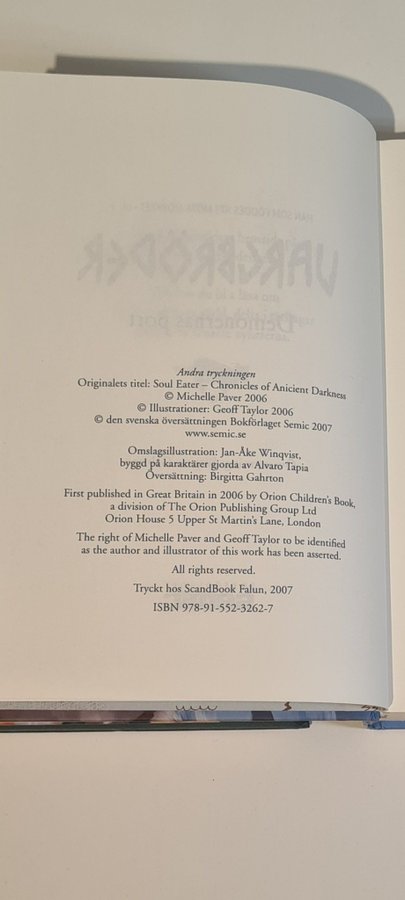 Andra tryckningen
Originalets titel: Soul Eater – Chronicles of Anicient Darkness
© Michelle Paver 2006
© Illustrationer: Geoff Taylor 2006
© den svenska översättningen Bokförlaget Semic 2007
www.semic.se
Omslagsillustration: Jan-Åke Winqvist,
byggd på karaktärer gjorda av Alvaro Tapia
Översättning: Birgitta Gahrton
First published in Great Britain in 2006 by Orion Children's Book,
a division of The Orion Publishing Group Ltd
Orion House 5 Upper St Martin's Lane, London
The right of Michelle Paver and Geoff Taylor to be identified
as the author and illustrator of this work has been asserted.
All rights reserved.
Tryckt hos ScandBook Falun, 2007
ISBN 978-91-552-3262-7
VARGBRÖDER
Demonernas port